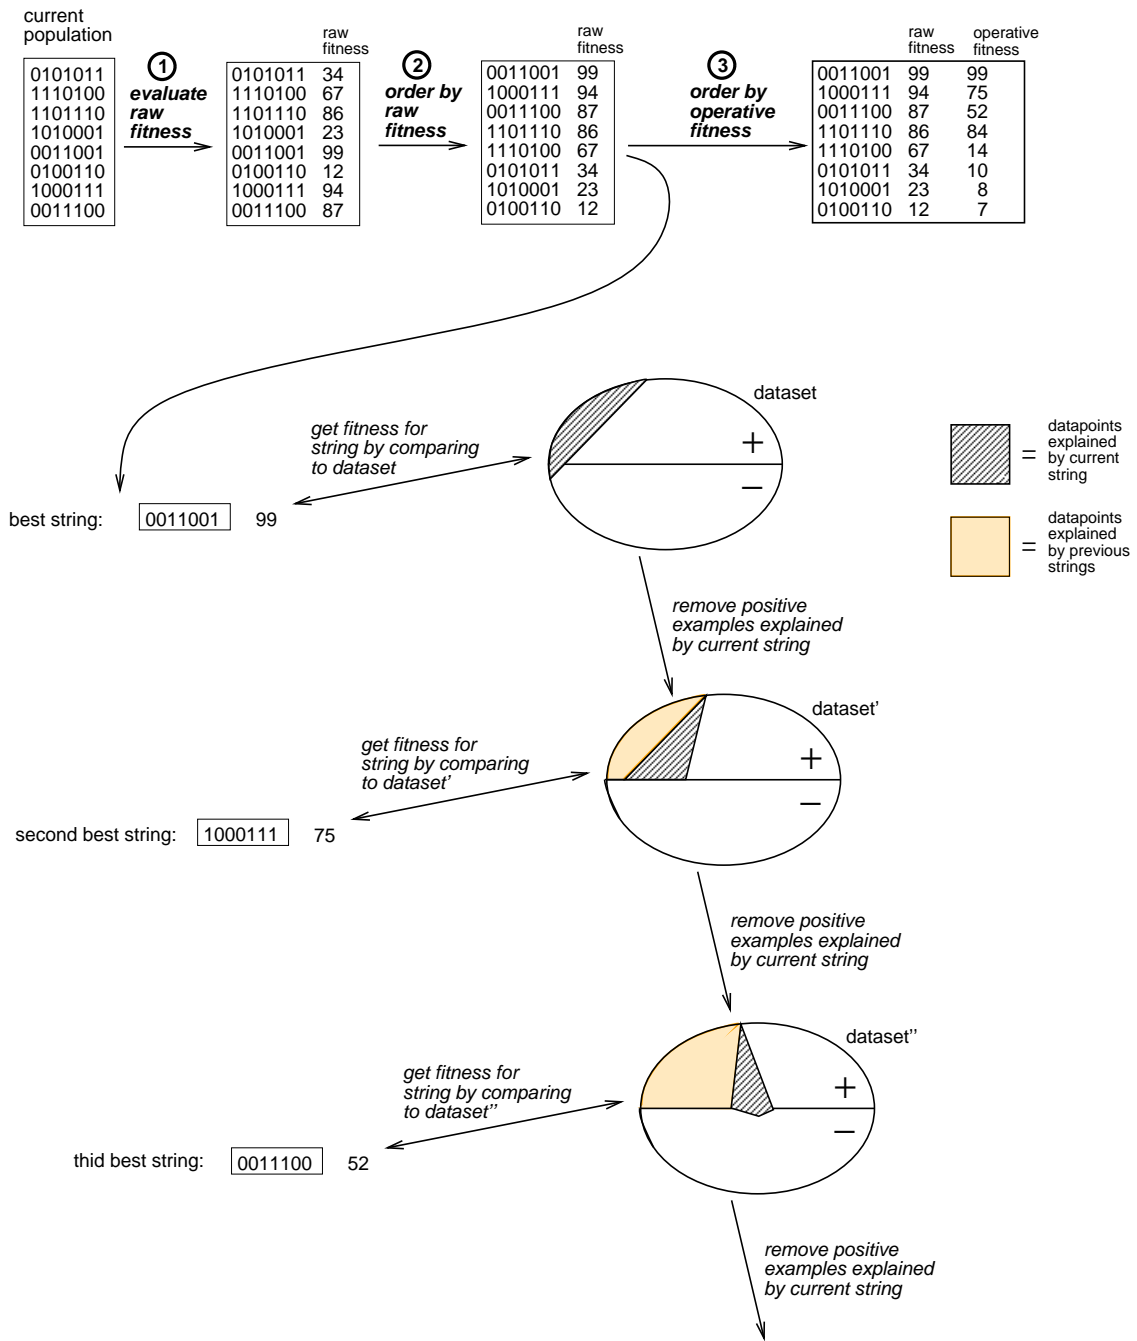 current
population
0101011
1110100
1101110
1010001
0011001
0100110
1000111
0011100
1
evaluate
raw
fitness
raw
fitness
0101011 34
1110100 67
1101110 86
1010001 23
0011001 99
0100110 12
1000111 94
0011100 87
2
order by
raw
fitness
raw
fitness
0011001 99
1000111 94
0011100 87
1101110 86
1110100 67
0101011 34
1010001 23
0100110 12
3
order by
operative
fitness
raw operative
fitness fitness
0011001 99 99
1000111 94 75
0011100 87 52
1101110 86 84
1110100 67 14
0101011 34 10
1010001 23 8
0100110 12 7
dataset
+
−
get fitness for
string by comparing
to dataset
best string: 0011001 99
=
datapoints
explained
by current
string
=
datapoints
explained
by previous
strings
remove positive
examples explained
by current string
dataset'
+
−
get fitness for
string by comparing
to dataset'
second best string: 1000111 75
remove positive
examples explained
by current string
dataset''
+
−
get fitness for
string by comparing
to dataset''
thid best string: 0011100 52
remove positive
examples explained
by current string